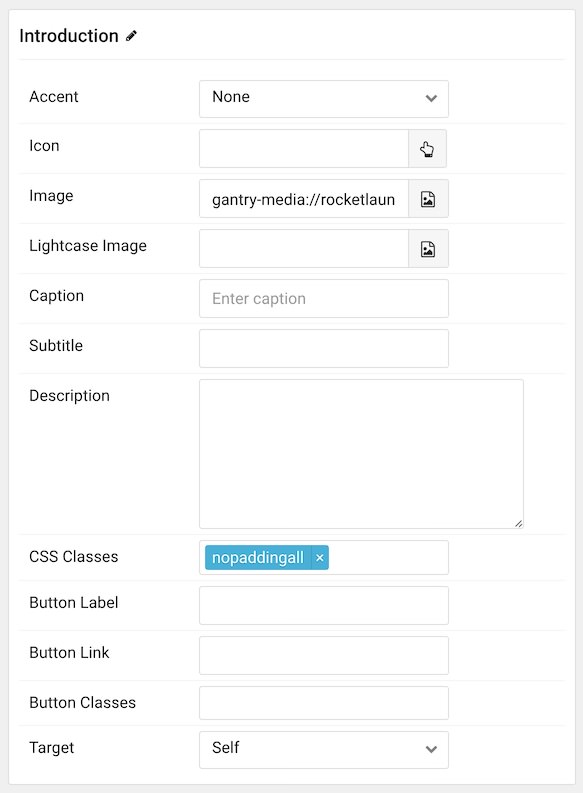 Introduction
Accent
None
Icon
Image
gantry-media://rocketlaun
Lightcase Image
Caption
Enter caption
Subtitle
Description
CSS Classes
nopaddingall ×
Button Label
Button Link
Button Classes
Target
Self